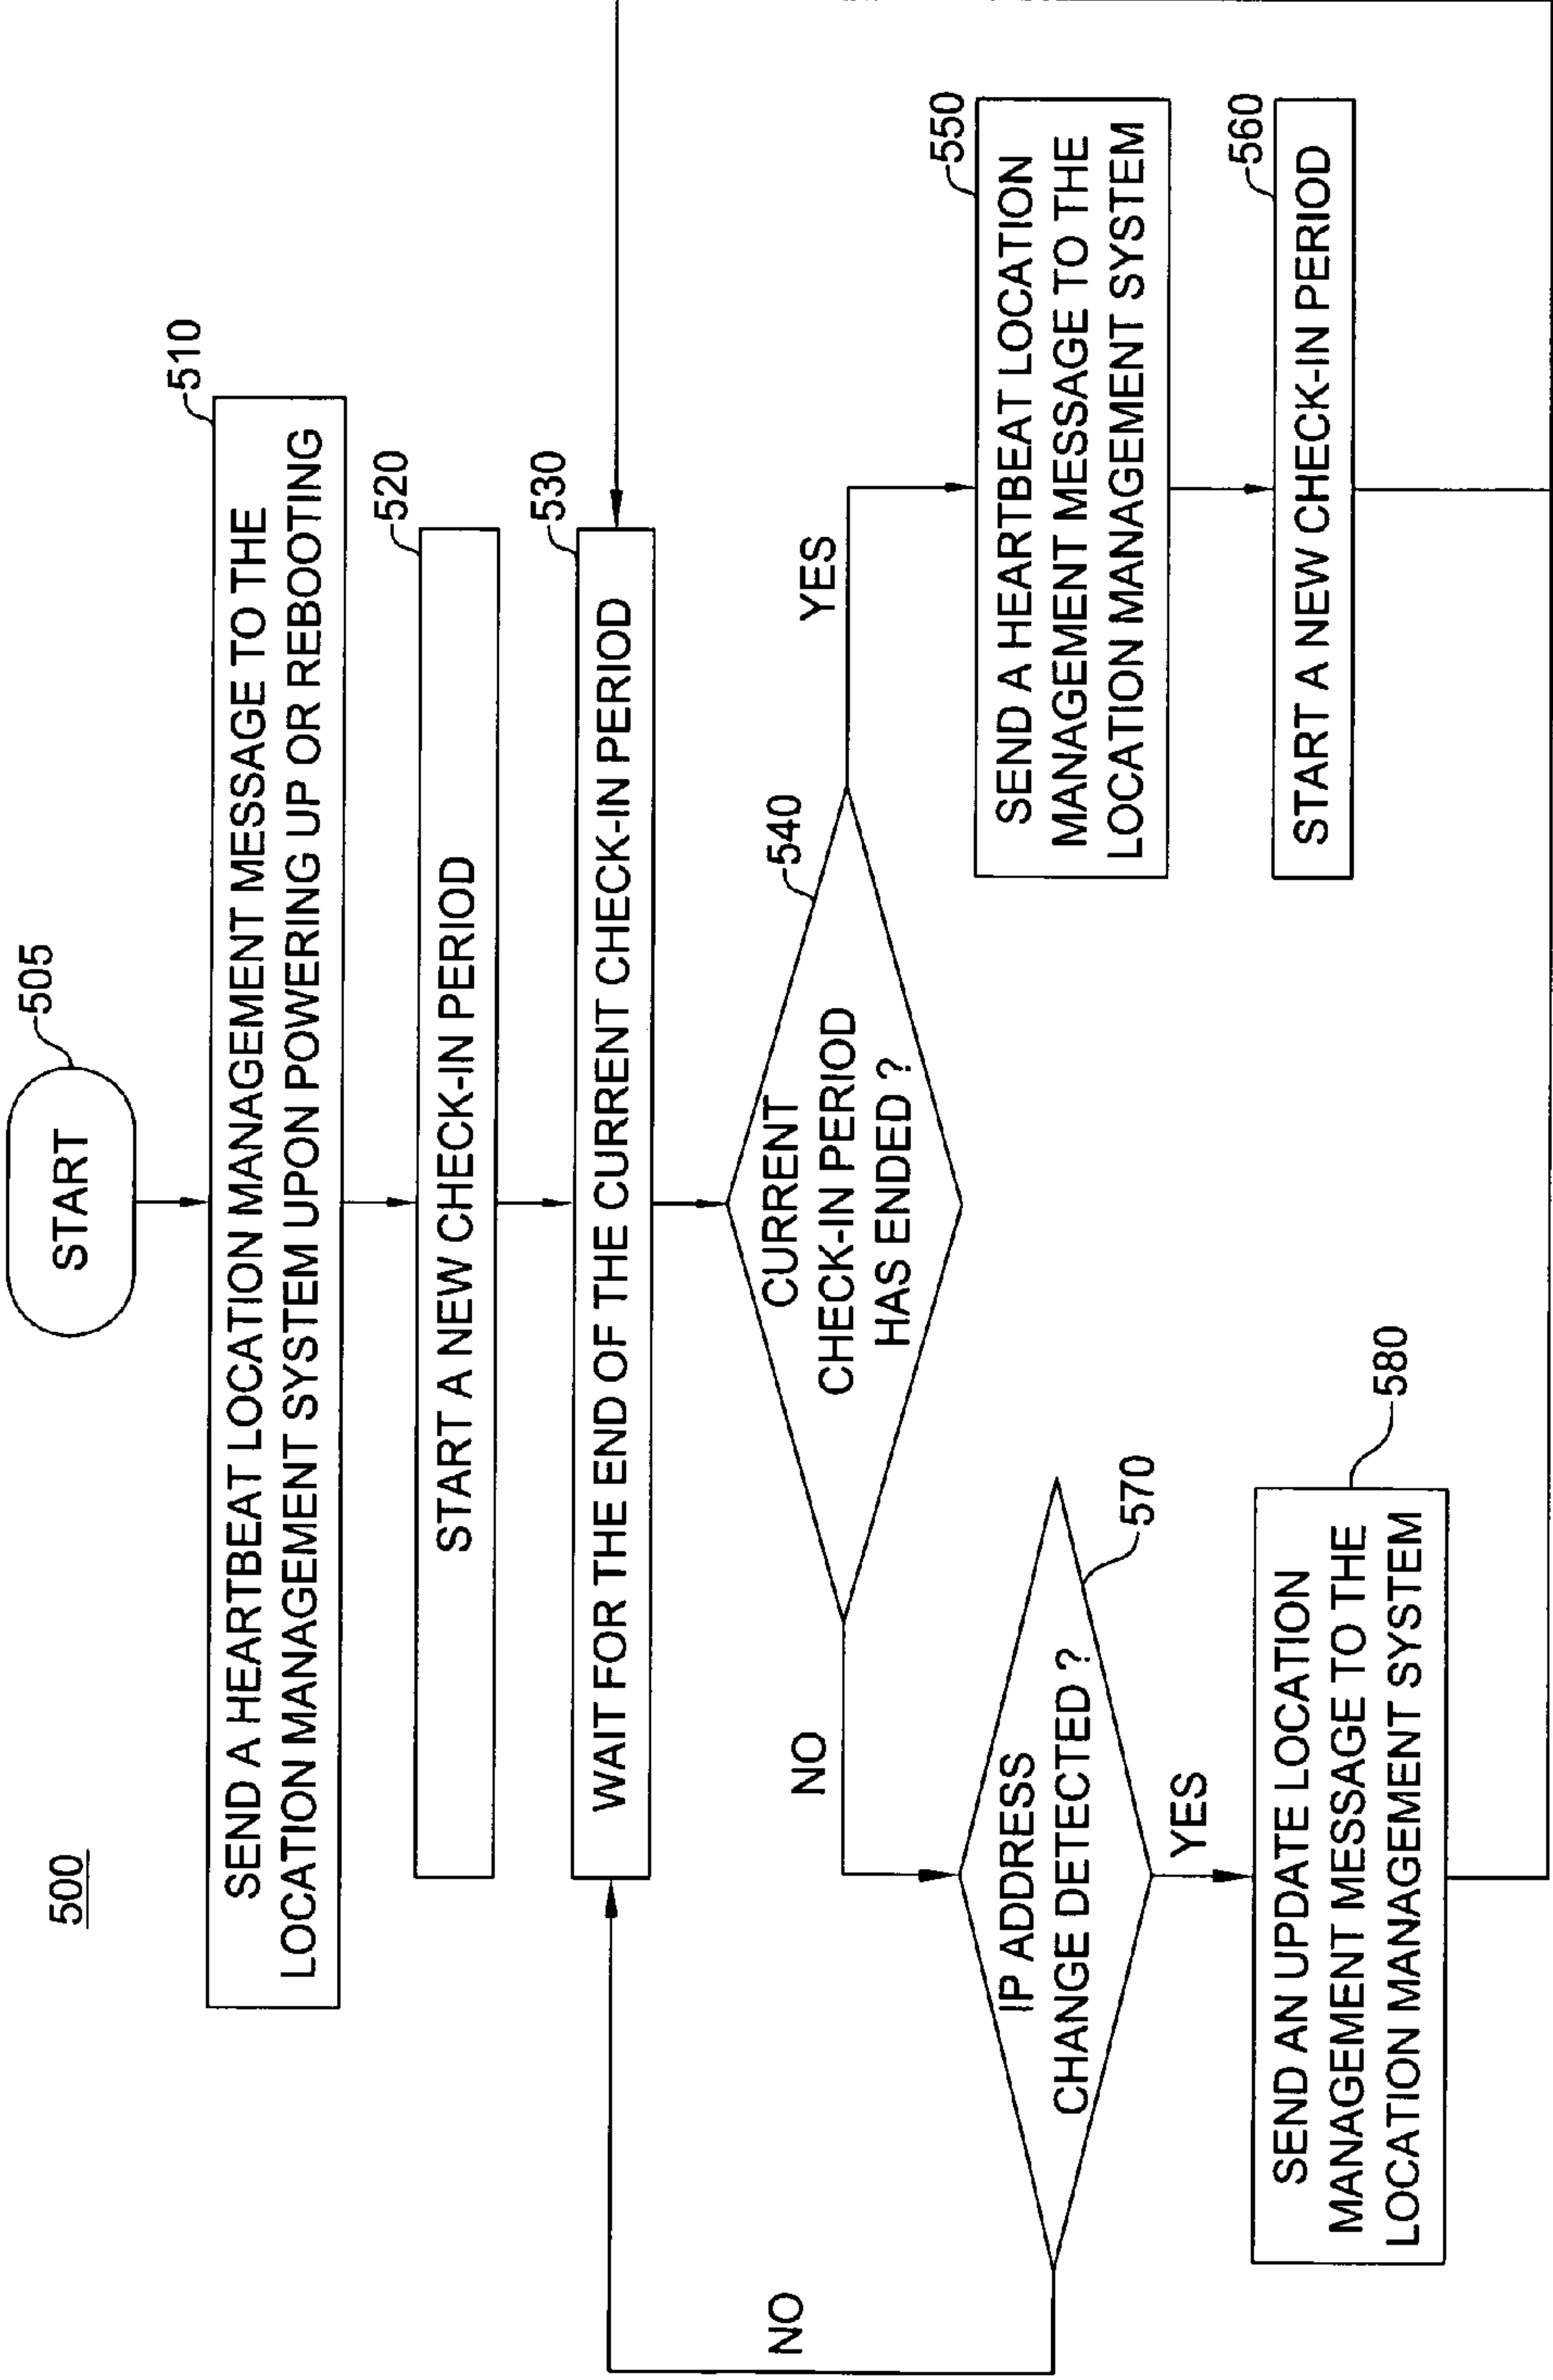 500
START
505
SEND A HEARTBEAT LOCATION MANAGEMENT MESSAGE TO THE
LOCATION MANAGEMENT SYSTEM UPON POWERING UP OR REBOOTING
510
START A NEW CHECK-IN PERIOD
520
WAIT FOR THE END OF THE CURRENT CHECK-IN PERIOD
530
CURRENT
CHECK-IN PERIOD
HAS ENDED ?
540
NO
YES
NO
IP ADDRESS
CHANGE DETECTED ?
570
YES
SEND AN UPDATE LOCATION
MANAGEMENT MESSAGE TO THE
LOCATION MANAGEMENT SYSTEM
580
SEND A HEARTBEAT LOCATION
MANAGEMENT MESSAGE TO THE
LOCATION MANAGEMENT SYSTEM
550
START A NEW CHECK-IN PERIOD
560